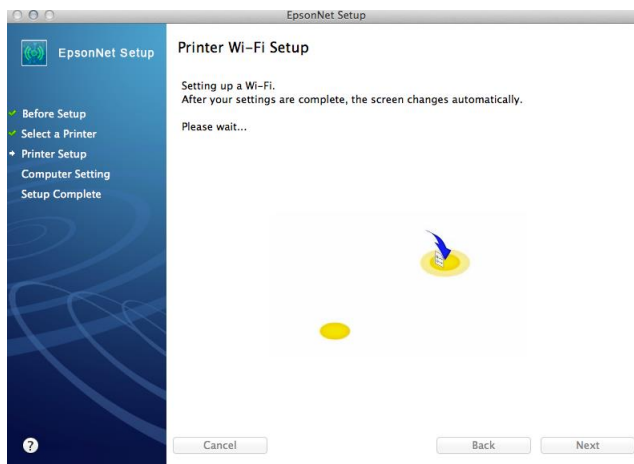 EpsonNet Setup
EpsonNet Setup
Printer Wi-Fi Setup
Setting up a Wi-Fi.
After your settings are complete, the screen changes automatically.
Please wait...
Before Setup
Select a Printer
Printer Setup
Computer Setting
Setup Complete
?
Cancel
Back
Next